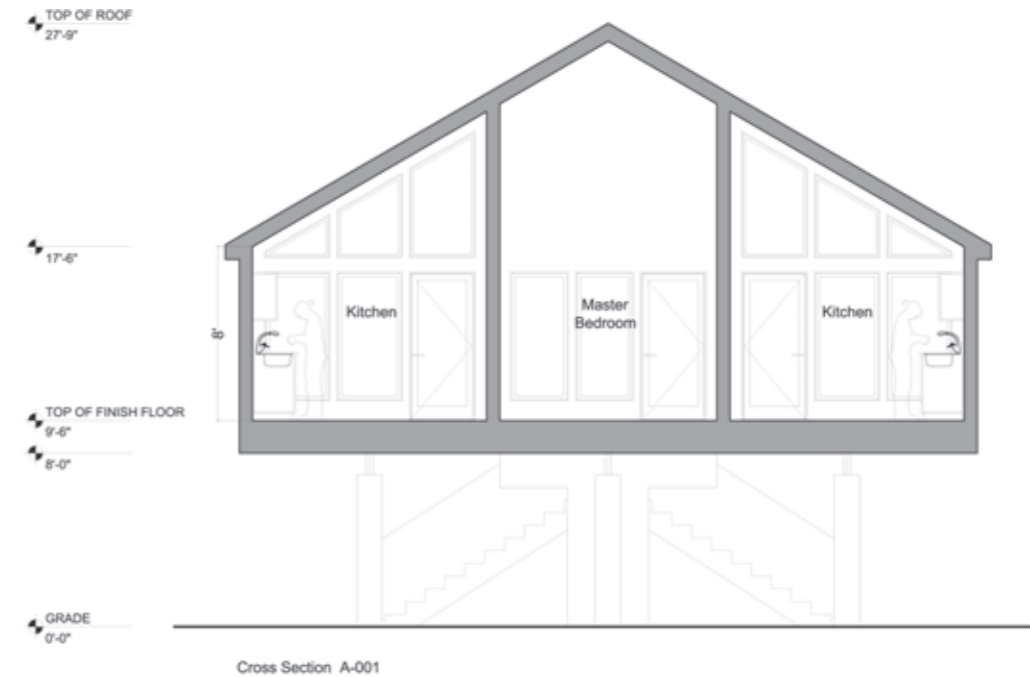 TOP OF ROOF
27'-9"
17'-6"
8'
Kitchen
Master
Bedroom
Kitchen
TOP OF FINISH FLOOR
9'-6"
8'-0"
GRADE
0'-0"
Cross Section A-001